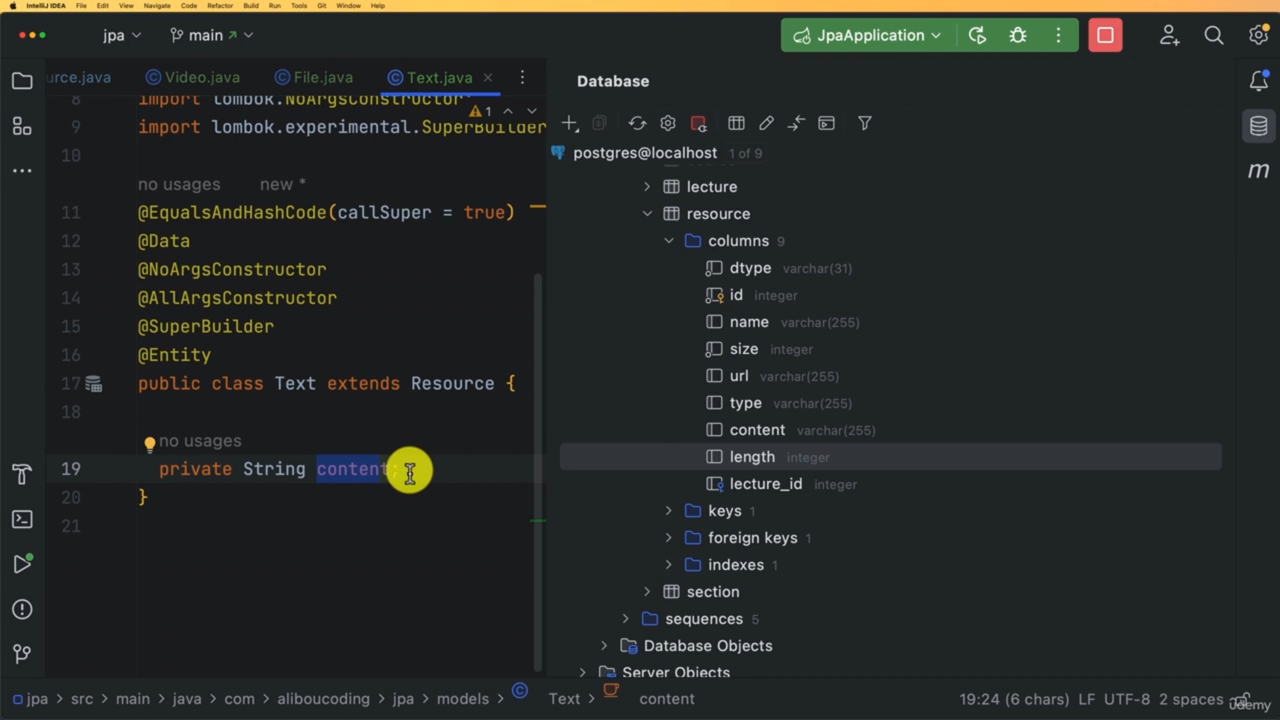 IntelliJ IDEA File Edit View Navigate Code Refactor Build Run Tools Git Window Help
jpa main JpaApplication
urce.java Video.java File.java Text.java
Database
8 import lombok.NoArgsConstructor
1
9 import lombok.experimental.SuperBuilder
10
no usages new *
11 @EqualsAndHashCode(callSuper = true)
12 @Data
13 @NoArgsConstructor
14 @AllArgsConstructor
15 @SuperBuilder
16 @Entity
17 public class Text extends Resource {
18
no usages
19 private String content;
20 }
21
postgres@localhost 1 of 9
lecture
resource
columns 9
dtype varchar(31)
id integer
name varchar(255)
size integer
url varchar(255)
type varchar(255)
content varchar(255)
length integer
lecture_id integer
keys 1
foreign keys 1
indexes 1
section
sequences 5
Database Objects
Server Objects
m
jpa > src > main > java > com > aliboucoding > jpa > models > Text > content 19:24 (6 chars) LF UTF-8 2 spaces
udemy